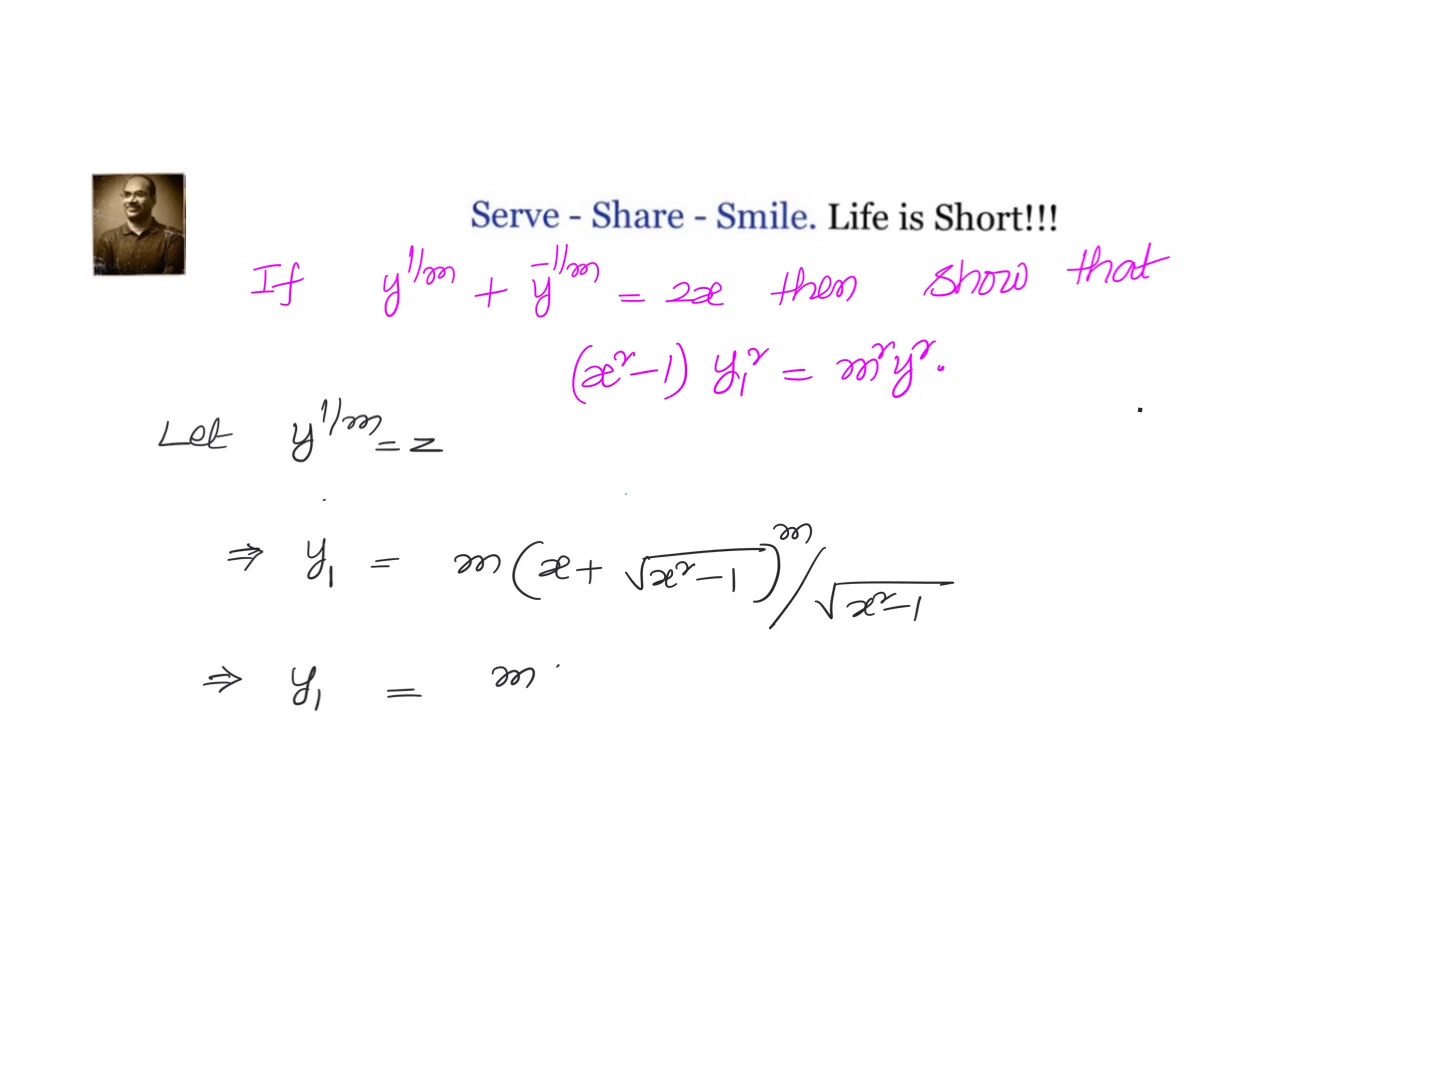 Serve - Share - Smile. Life is Short!!!
If y^{1/m} + y^{-1/m} = 2x then show that
(x²-1) y₁² = m²y².
Let y^{1/m} = z
⇒ y₁ = m(x + √(x²-1))^m / √(x²-1)
⇒ y₁ = m